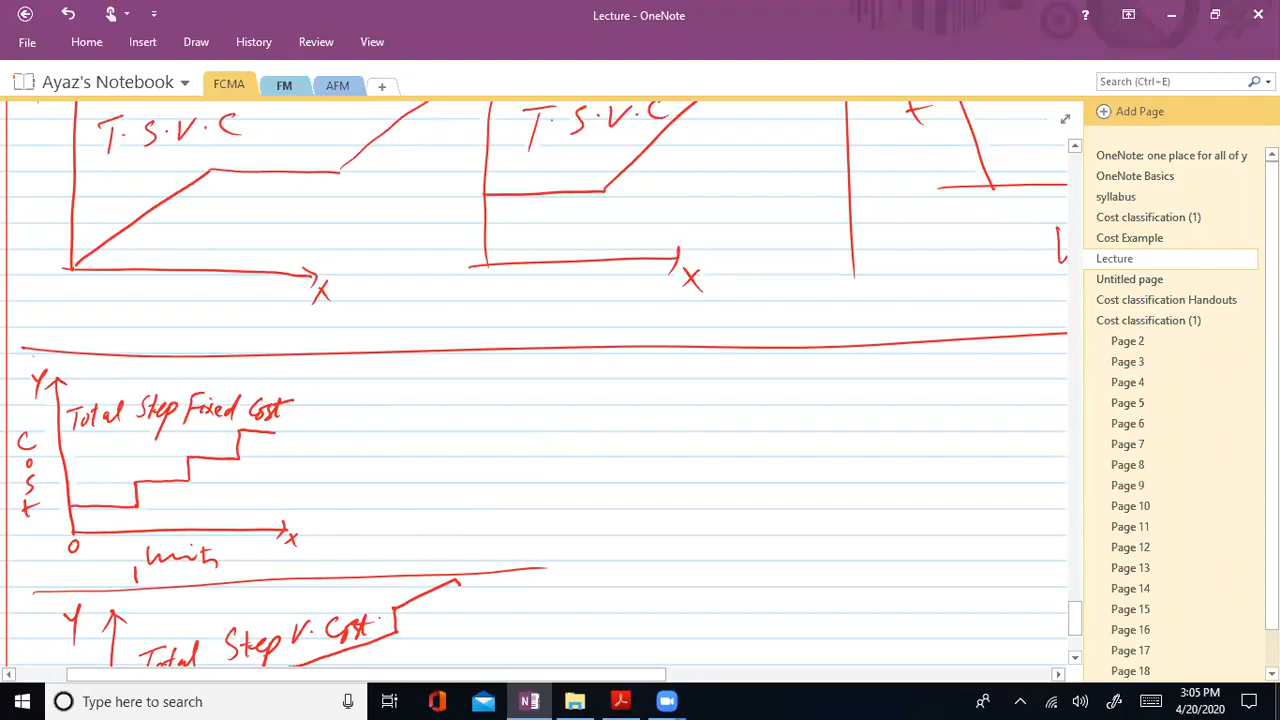 Lecture - OneNote
?
File
Home
Insert
Draw
History
Review
View
Ayaz's Notebook
FCMA
FM
AFM
+
Search (Ctrl+E)
T.S.V.C
X
T.S.V.C
X
t
Y
Total Step Fixed Cost
Cost
0
X
Units
Y
Total Step V. Cost
Add Page
OneNote: one place for all of y
OneNote Basics
syllabus
Cost classification (1)
Cost Example
Lecture
Untitled page
Cost classification Handouts
Cost classification (1)
Page 2
Page 3
Page 4
Page 5
Page 6
Page 7
Page 8
Page 9
Page 10
Page 11
Page 12
Page 13
Page 14
Page 15
Page 16
Page 17
Page 18
Type here to search
3:05 PM
4/20/2020